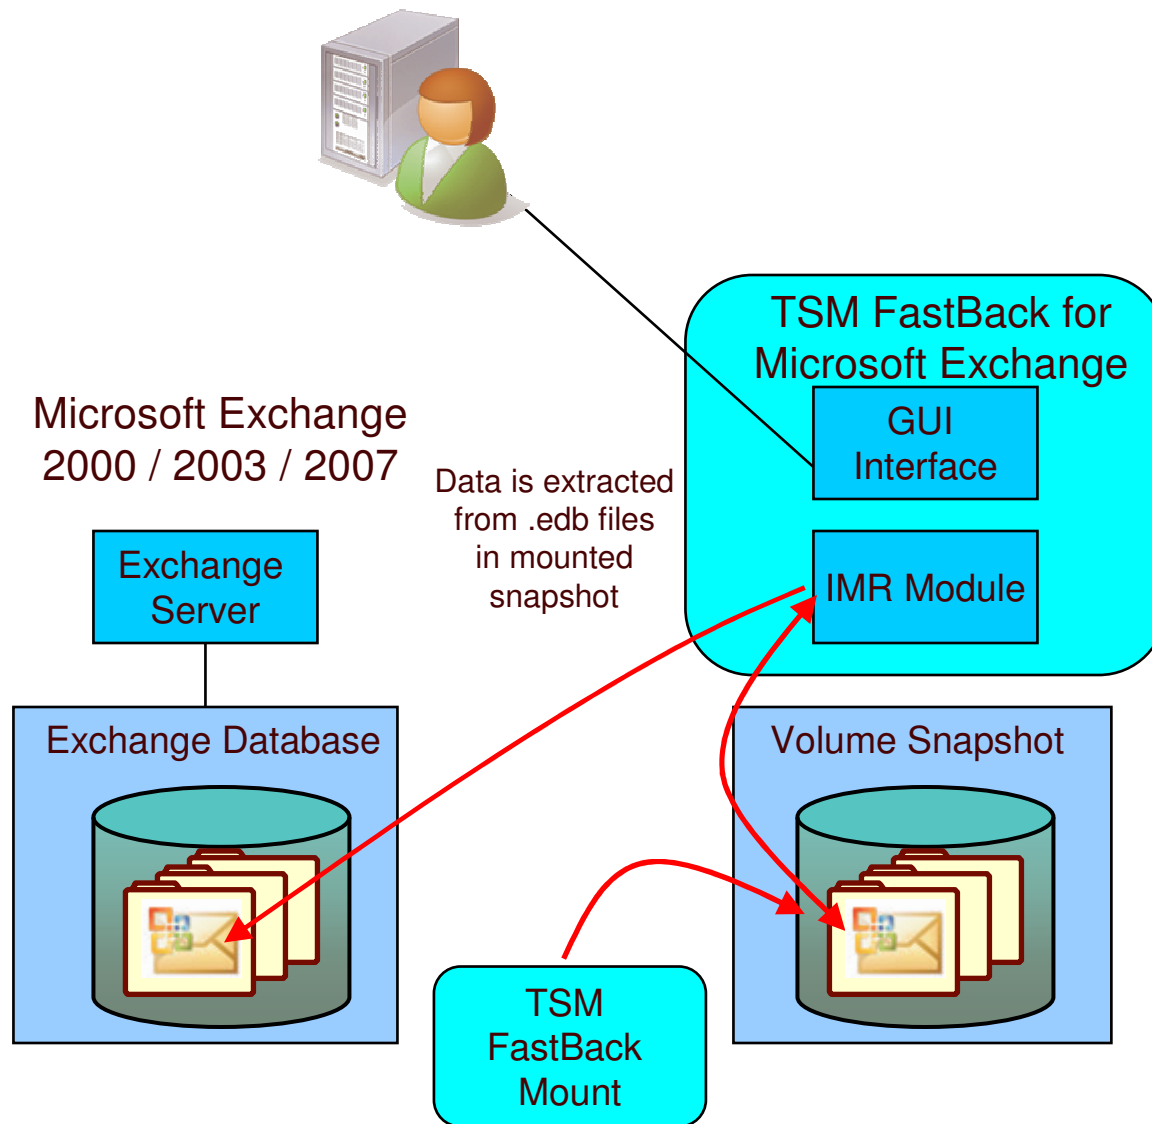 TSM FastBack for
Microsoft Exchange
GUI
Interface
Microsoft Exchange
2000 / 2003 / 2007
Data is extracted
from .edb files
in mounted
snapshot
Exchange
Server
IMR Module
Exchange Database
Volume Snapshot
TSM
FastBack
Mount